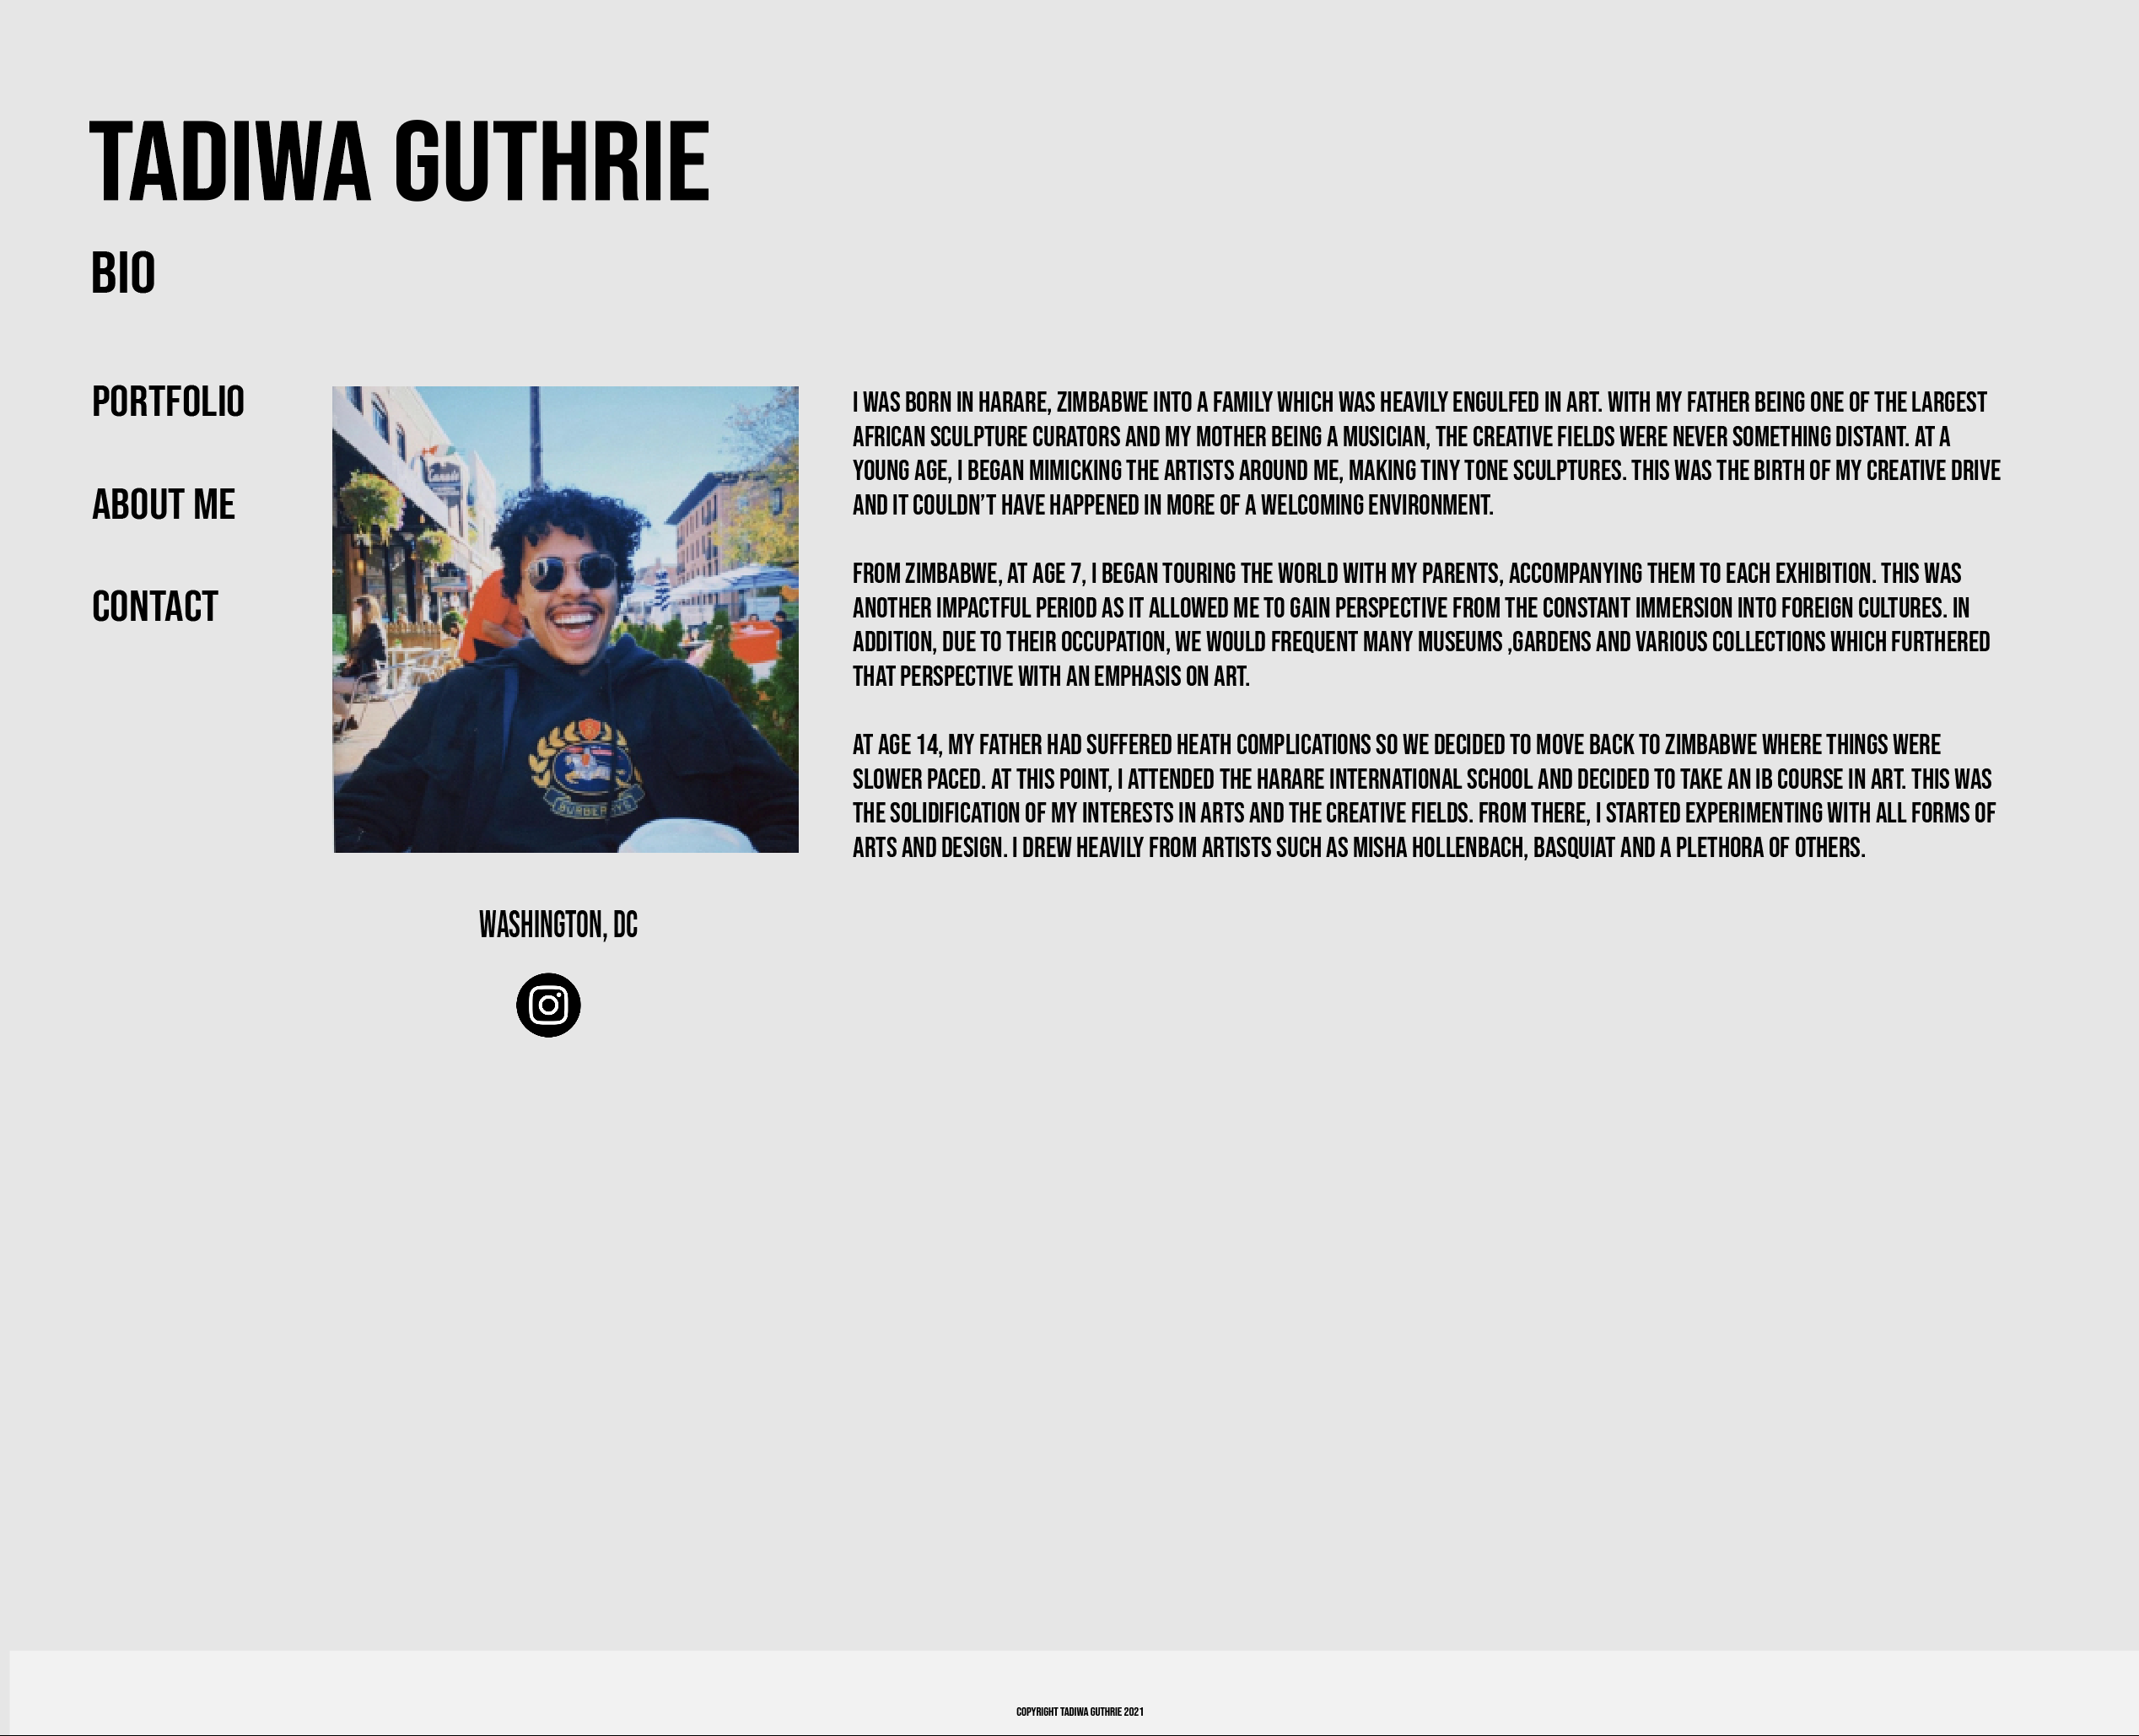 TADIWA GUTHRIE
BIO
PORTFOLIO
ABOUT ME
CONTACT
I WAS BORN IN HARARE, ZIMBABWE INTO A FAMILY WHICH WAS HEAVILY ENGULFED IN ART. WITH MY FATHER BEING ONE OF THE LARGEST
AFRICAN SCULPTURE CURATORS AND MY MOTHER BEING A MUSICIAN, THE CREATIVE FIELDS WERE NEVER SOMETHING DISTANT. AT A
YOUNG AGE, I BEGAN MIMICKING THE ARTISTS AROUND ME, MAKING TINY TONE SCULPTURES. THIS WAS THE BIRTH OF MY CREATIVE DRIVE
AND IT COULDN'T HAVE HAPPENED IN MORE OF A WELCOMING ENVIRONMENT.
FROM ZIMBABWE, AT AGE 7, I BEGAN TOURING THE WORLD WITH MY PARENTS, ACCOMPANYING THEM TO EACH EXHIBITION. THIS WAS
ANOTHER IMPACTFUL PERIOD AS IT ALLOWED ME TO GAIN PERSPECTIVE FROM THE CONSTANT IMMERSION INTO FOREIGN CULTURES. IN
ADDITION, DUE TO THEIR OCCUPATION, WE WOULD FREQUENT MANY MUSEUMS ,GARDENS AND VARIOUS COLLECTIONS WHICH FURTHERED
THAT PERSPECTIVE WITH AN EMPHASIS ON ART.
AT AGE 14, MY FATHER HAD SUFFERED HEATH COMPLICATIONS SO WE DECIDED TO MOVE BACK TO ZIMBABWE WHERE THINGS WERE
SLOWER PACED. AT THIS POINT, I ATTENDED THE HARARE INTERNATIONAL SCHOOL AND DECIDED TO TAKE AN IB COURSE IN ART. THIS WAS
THE SOLIDIFICATION OF MY INTERESTS IN ARTS AND THE CREATIVE FIELDS. FROM THERE, I STARTED EXPERIMENTING WITH ALL FORMS OF
ARTS AND DESIGN. I DREW HEAVILY FROM ARTISTS SUCH AS MISHA HOLLENBACH, BASQUIAT AND A PLETHORA OF OTHERS.
WASHINGTON, DC
COPYRIGHT TADIWA GUTHRIE 2021